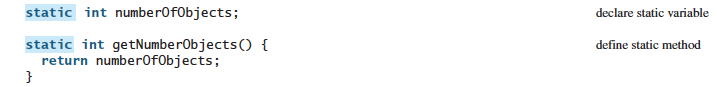 static int numberOfObjects; declare static variable
static int getNumberObjects() { define static method
return numberOfObjects;
}